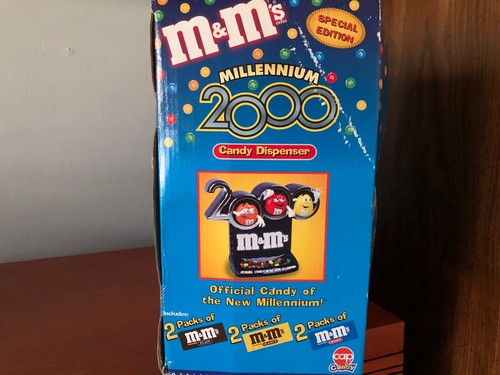 m&m's
SPECIAL
EDITION
MILLENNIUM
2000
Candy Dispenser
2000
m&m's
Official Candy of
the New Millennium!
Includes:
2 Packs of
m&m's
2 Packs of
m&m's
2 Packs of
m&m's
cap
Candy